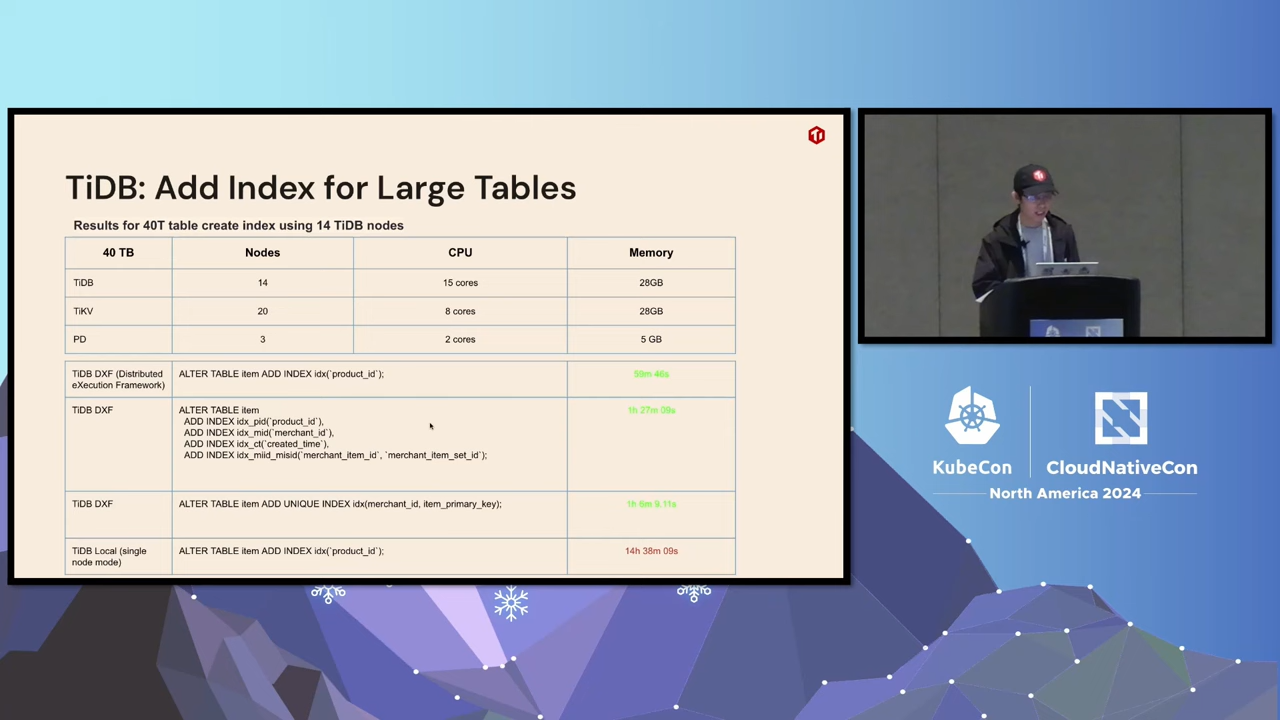 TiDB: Add Index for Large Tables
Results for 40T table create index using 14 TiDB nodes
40 TB Nodes CPU Memory
TiDB 14 15 cores 28GB
TiKV 20 8 cores 28GB
PD 3 2 cores 5 GB
TiDB DXF (Distributed
eXecution Framework)
ALTER TABLE item ADD INDEX idx(`product_id`);
59m 46s
TiDB DXF
ALTER TABLE item
ADD INDEX idx_pid(`product_id`),
ADD INDEX idx_mid(`merchant_id`),
ADD INDEX idx_ct(`created_time`),
ADD INDEX idx_miid_misid(`merchant_item_id`, `merchant_item_set_id`);
1h 27m 09s
TiDB DXF
ALTER TABLE item ADD UNIQUE INDEX idx(merchant_id, item_primary_key);
1h 6m 9.11s
TiDB Local (single
node mode)
ALTER TABLE item ADD INDEX idx(`product_id`);
14h 38m 09s
KubeCon
CloudNativeCon
North America 2024